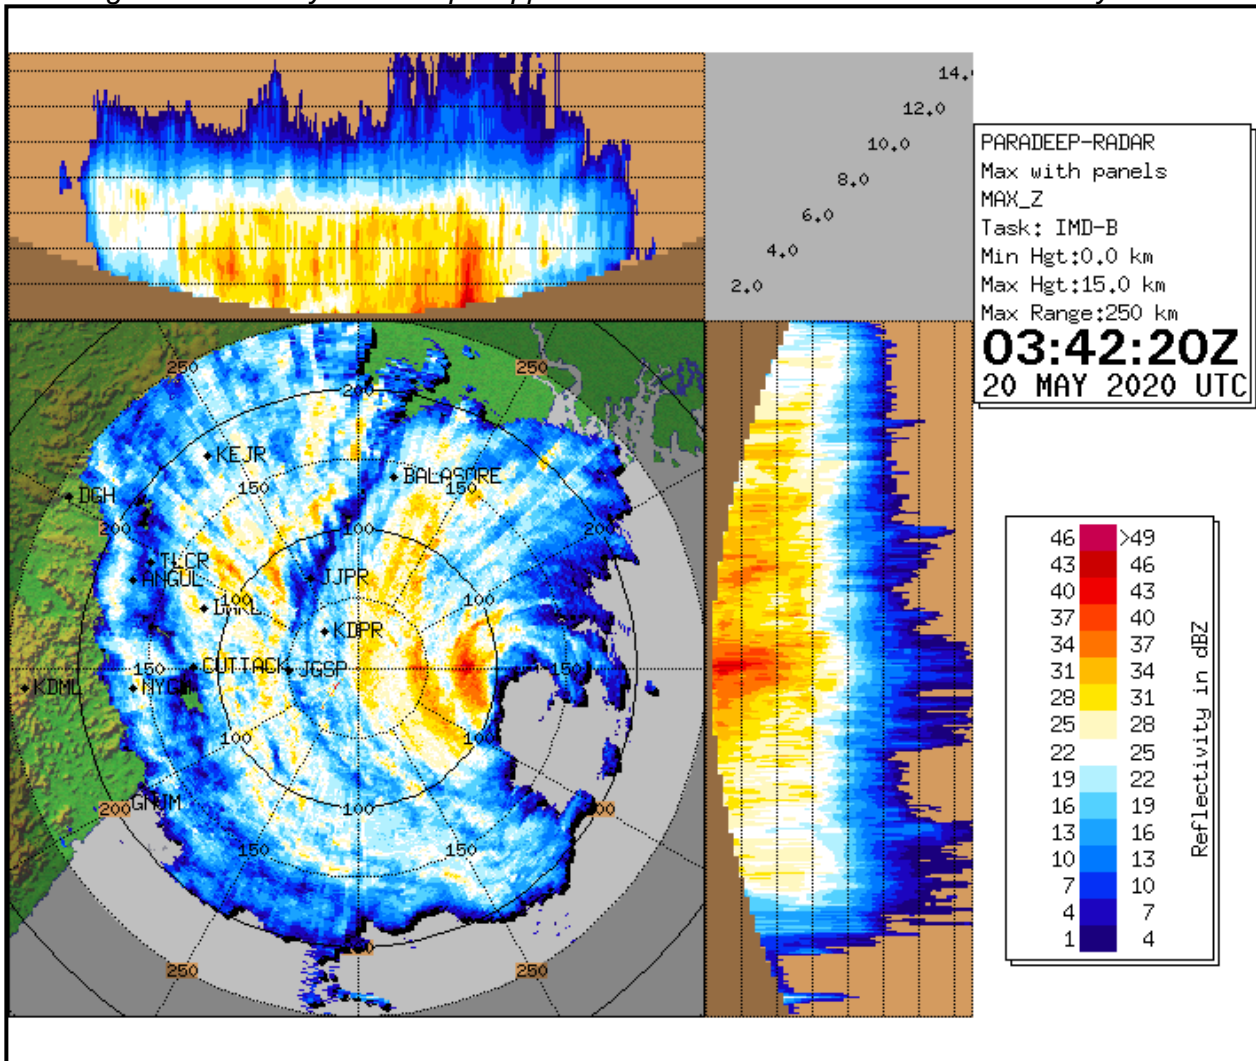 14.
12.0
10.0
8.0
6.0
4.0
2.0
PARADEEP-RADAR
Max with panels
MAX_Z
Task: IMD-B
Min Hgt:0.0 km
Max Hgt:15.0 km
Max Range:250 km
03:42:20Z
20 MAY 2020 UTC
250 250
200
KEJR
BALASORE
150 150
DGH
200 100 200
TLCR
ANGUL
JJPR
100 100
KDPR
CUTTACK JGSP
150 150
KDML NYGH
100 100
200 GNJM 100
150 150
250 250
46 >49
43 46
40 43
37 40
34 37
31 34
28 31
25 28
22 25
19 22
16 19
13 16
10 13
7 10
4 7
1 4
Reflectivity in dBZ